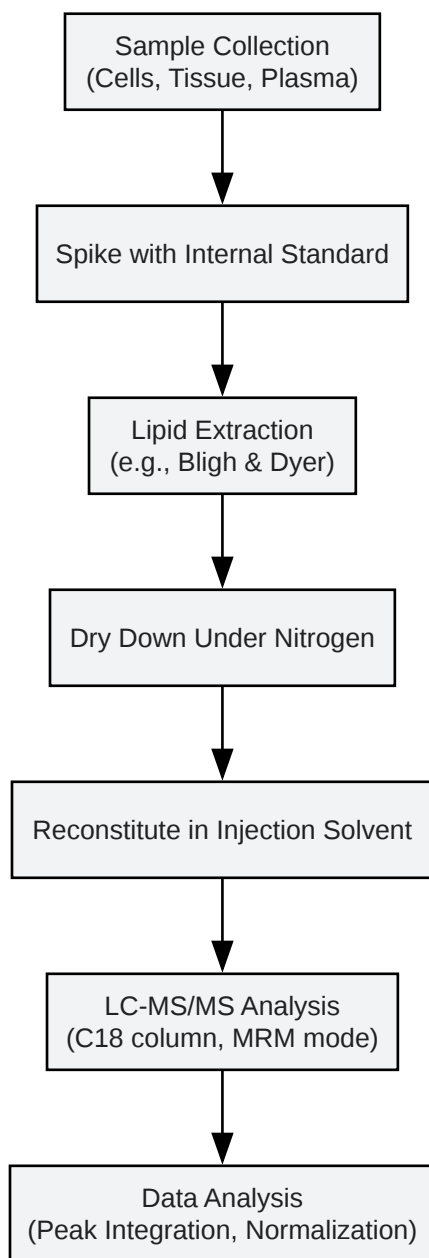 Sample Collection
(Cells, Tissue, Plasma)
Spike with Internal Standard
Lipid Extraction
(e.g., Bligh & Dyer)
Dry Down Under Nitrogen
Reconstitute in Injection Solvent
LC-MS/MS Analysis
(C18 column, MRM mode)
Data Analysis
(Peak Integration, Normalization)